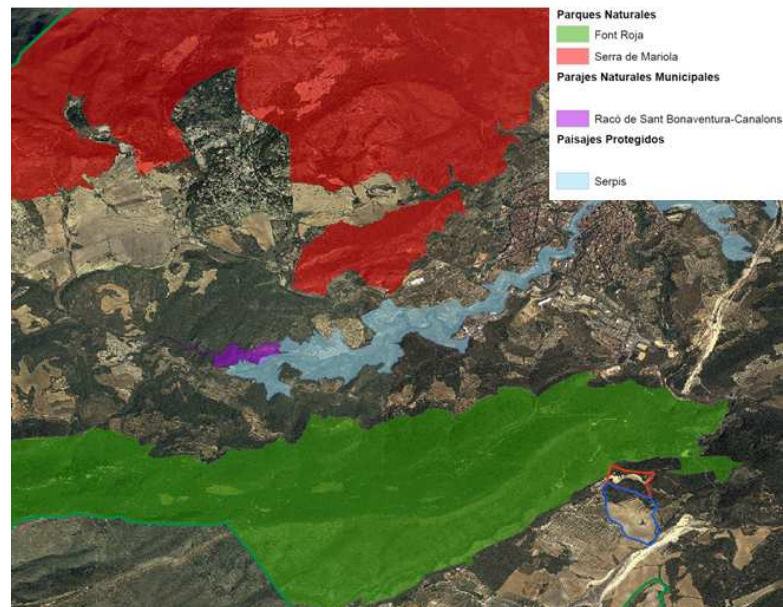 Parques Naturales
Font Roja
Serra de Mariola
Parajes Naturales Municipales
Racó de Sant Bonaventura-Canalons
Paisajes Protegidos
Serpis